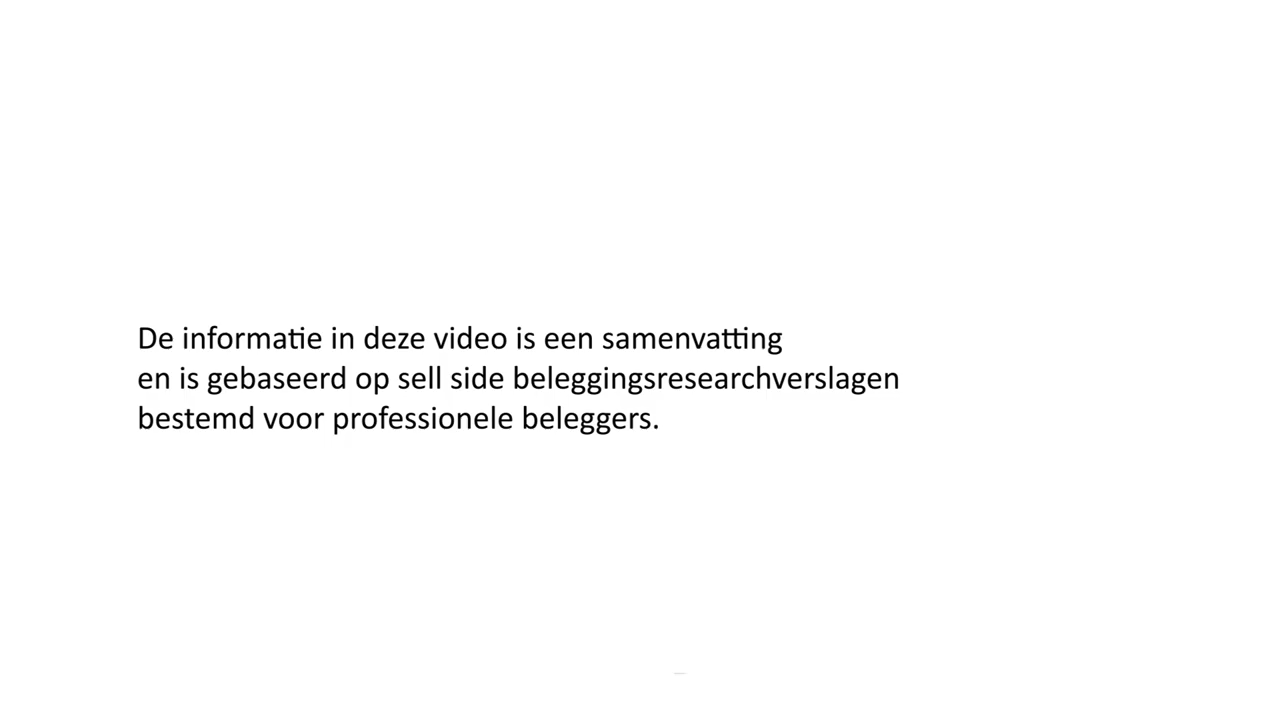 De informatie in deze video is een samenvatting
en is gebaseerd op sell side beleggingsresearchverslagen
bestemd voor professionele beleggers.